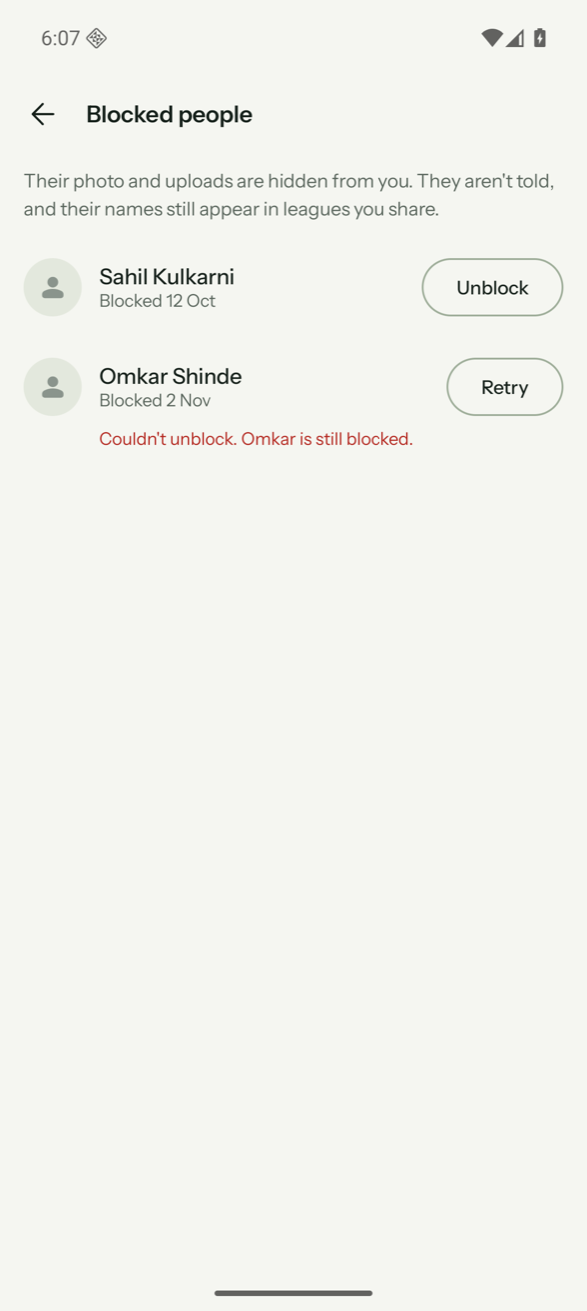 6:07
Blocked people
Their photo and uploads are hidden from you. They aren't told,
and their names still appear in leagues you share.
Sahil Kulkarni
Blocked 12 Oct
Unblock
Omkar Shinde
Blocked 2 Nov
Retry
Couldn't unblock. Omkar is still blocked.